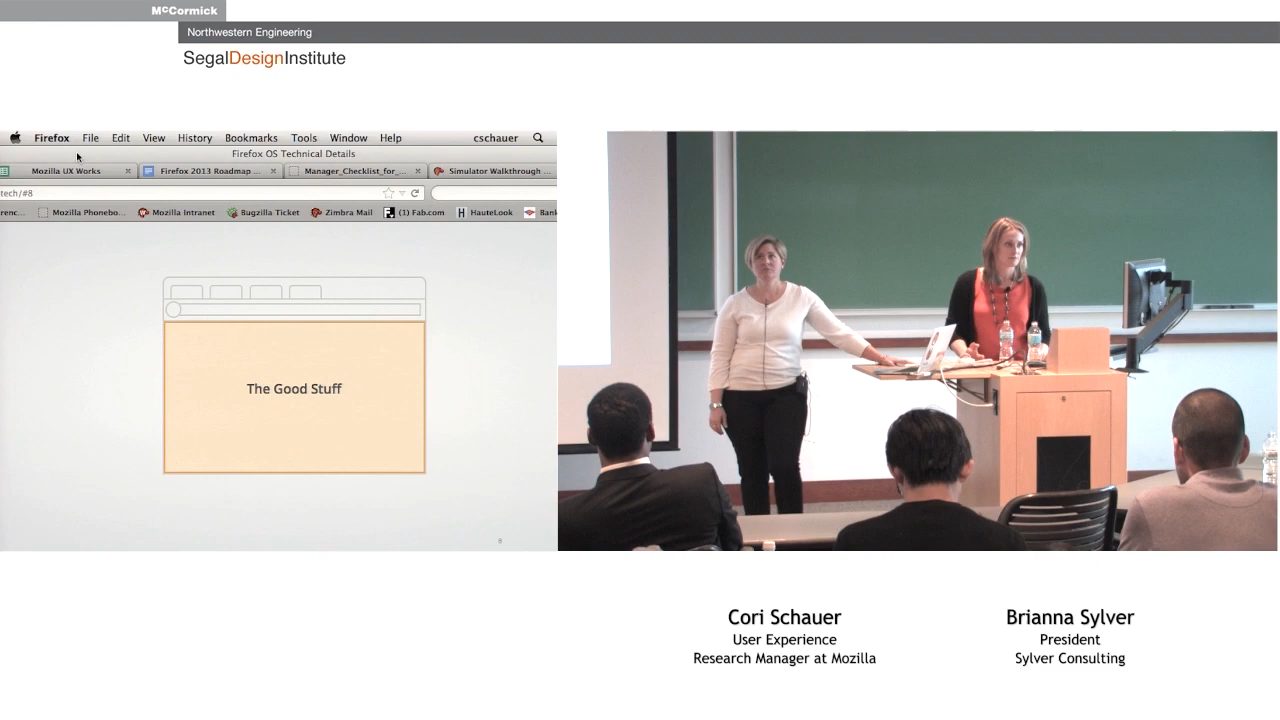 McCormick
Northwestern Engineering
SegalDesignInstitute
Firefox File Edit View History Bookmarks Tools Window Help cschauer
Firefox OS Technical Details
Mozilla UX Works Firefox 2013 Roadmap ... Manager_Checklist_for_... Simulator Walkthrough ...
tech/#8
renc... Mozilla Phonebo... Mozilla Intranet Bugzilla Ticket Zimbra Mail (1) Fab.com HauteLook Bank
The Good Stuff
8
Cori Schauer Brianna Sylver
User Experience President
Research Manager at Mozilla Sylver Consulting